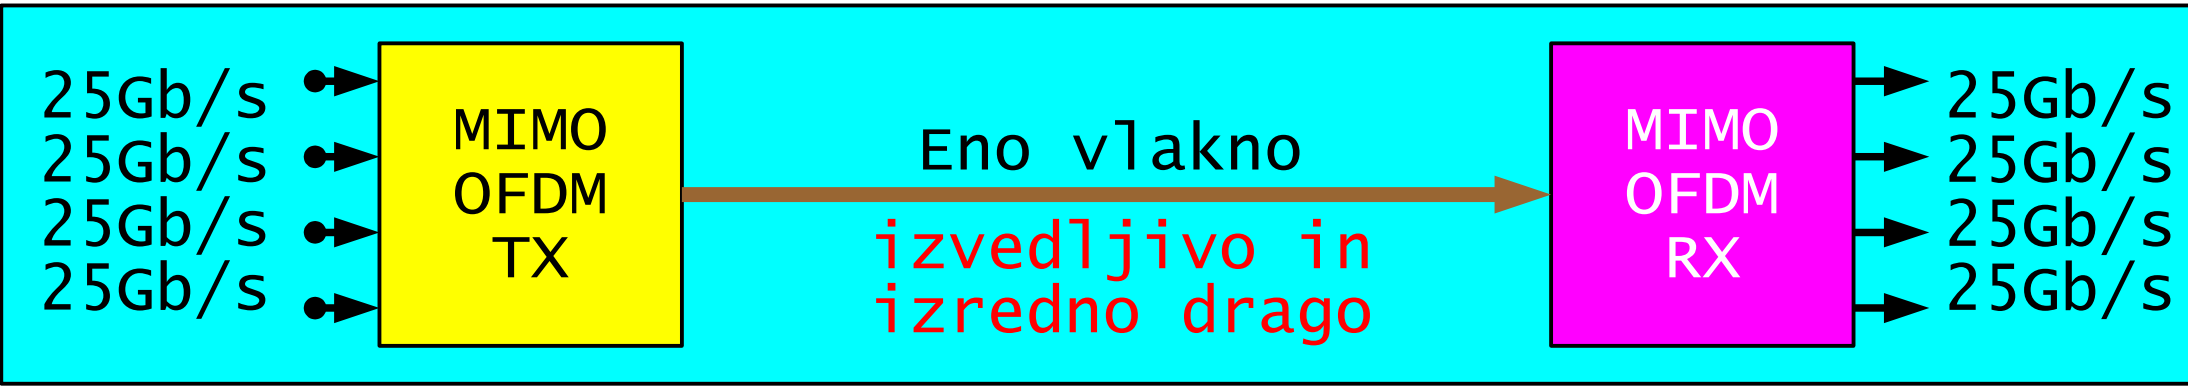 25Gb/s
25Gb/s
25Gb/s
25Gb/s
MIMO
OFDM
TX
Eno vlakno
izvedljivo in
izredno drago
MIMO
OFDM
RX
25Gb/s
25Gb/s
25Gb/s
25Gb/s